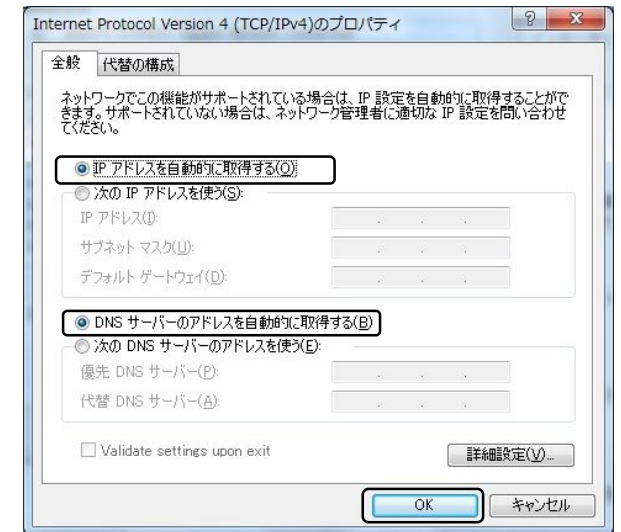 Internet Protocol Version 4 (TCP/IPv4)のプロパティ
全般 代替の構成
ネットワークでこの機能がサポートされている場合は、IP 設定を自動的に取得することがで
きます。サポートされていない場合は、ネットワーク管理者に適切な IP 設定を問い合わせ
てください。
IP アドレスを自動的に取得する(O)
次の IP アドレスを使う(S):
IP アドレス(I):
サブネット マスク(U):
デフォルト ゲートウェイ(D):
DNS サーバーのアドレスを自動的に取得する(B)
次の DNS サーバーのアドレスを使う(E):
優先 DNS サーバー(P):
代替 DNS サーバー(A):
Validate settings upon exit
詳細設定(V)...
OK キャンセル